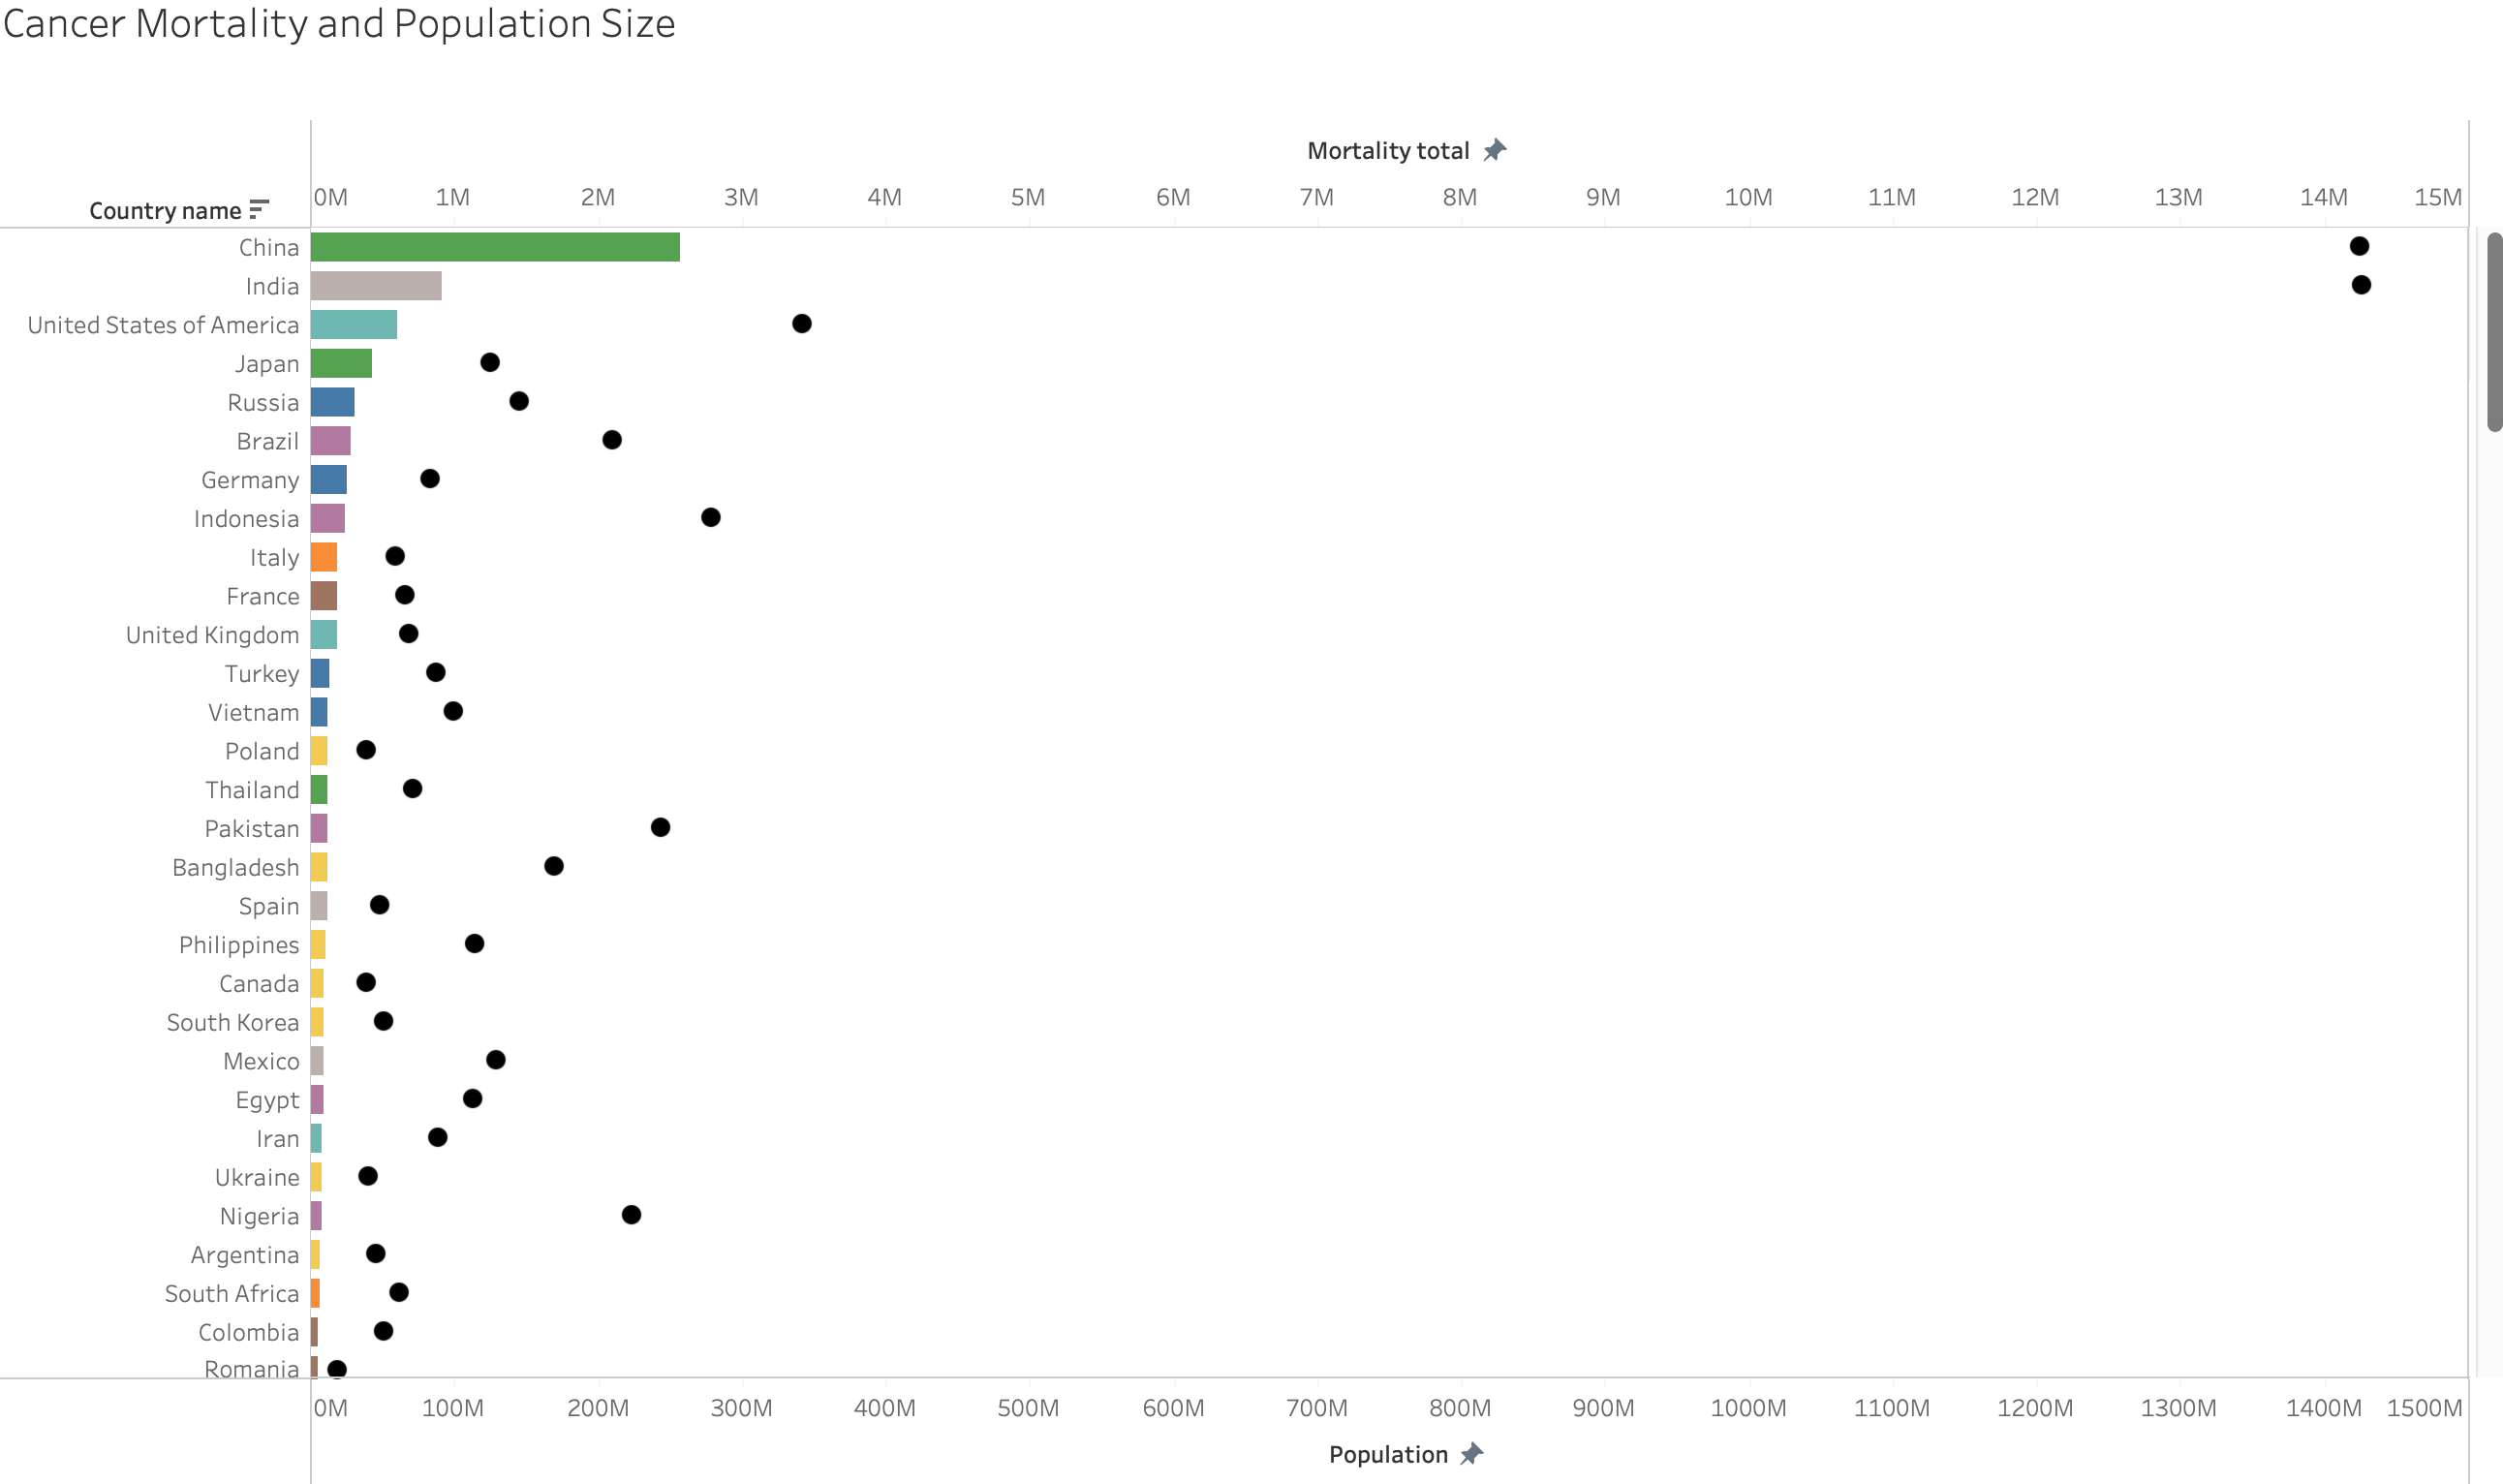 Cancer Mortality and Population Size
Mortality total
Country name
0M 1M 2M 3M 4M 5M 6M 7M 8M 9M 10M 11M 12M 13M 14M 15M
China
India
United States of America
Japan
Russia
Brazil
Germany
Indonesia
Italy
France
United Kingdom
Turkey
Vietnam
Poland
Thailand
Pakistan
Bangladesh
Spain
Philippines
Canada
South Korea
Mexico
Egypt
Iran
Ukraine
Nigeria
Argentina
South Africa
Colombia
Romania
0M 100M 200M 300M 400M 500M 600M 700M 800M 900M 1000M 1100M 1200M 1300M 1400M 1500M
Population